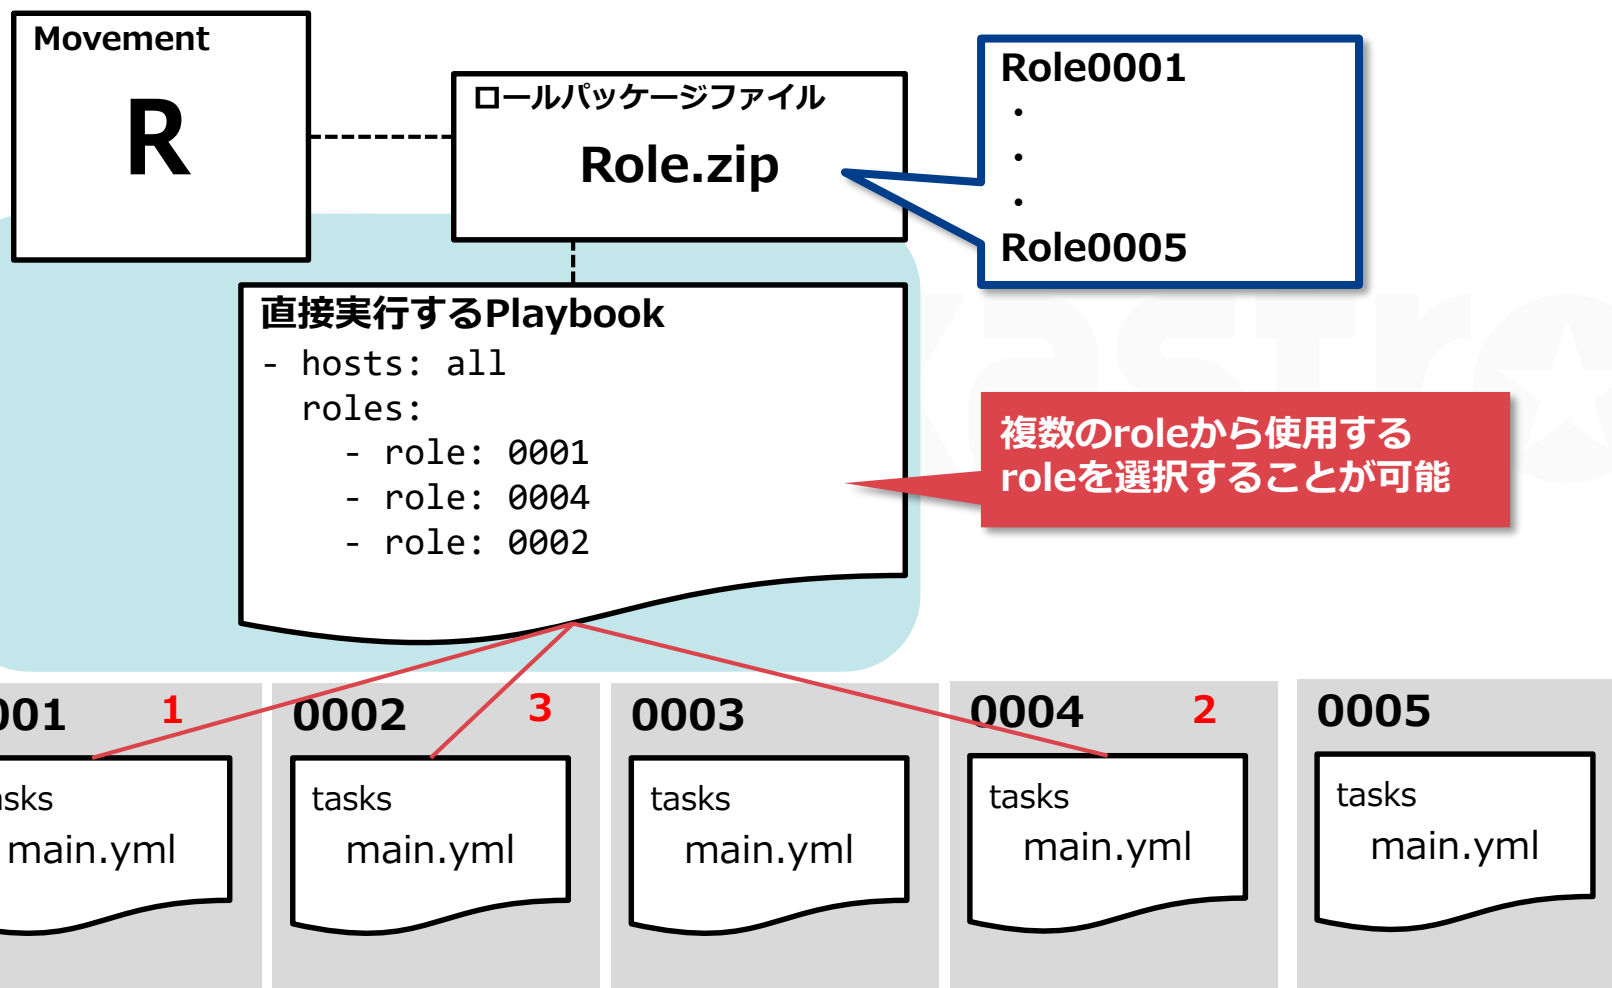 Movement
R
ロールパッケージファイル
Role.zip
Role0001
・
・
・
Role0005
直接実行するPlaybook
- hosts: all
roles:
- role: 0001
- role: 0004
- role: 0002
複数のroleから使用する
roleを選択することが可能
001 1
tasks
main.yml
0002 3
tasks
main.yml
0003
tasks
main.yml
0004 2
tasks
main.yml
0005
tasks
main.yml